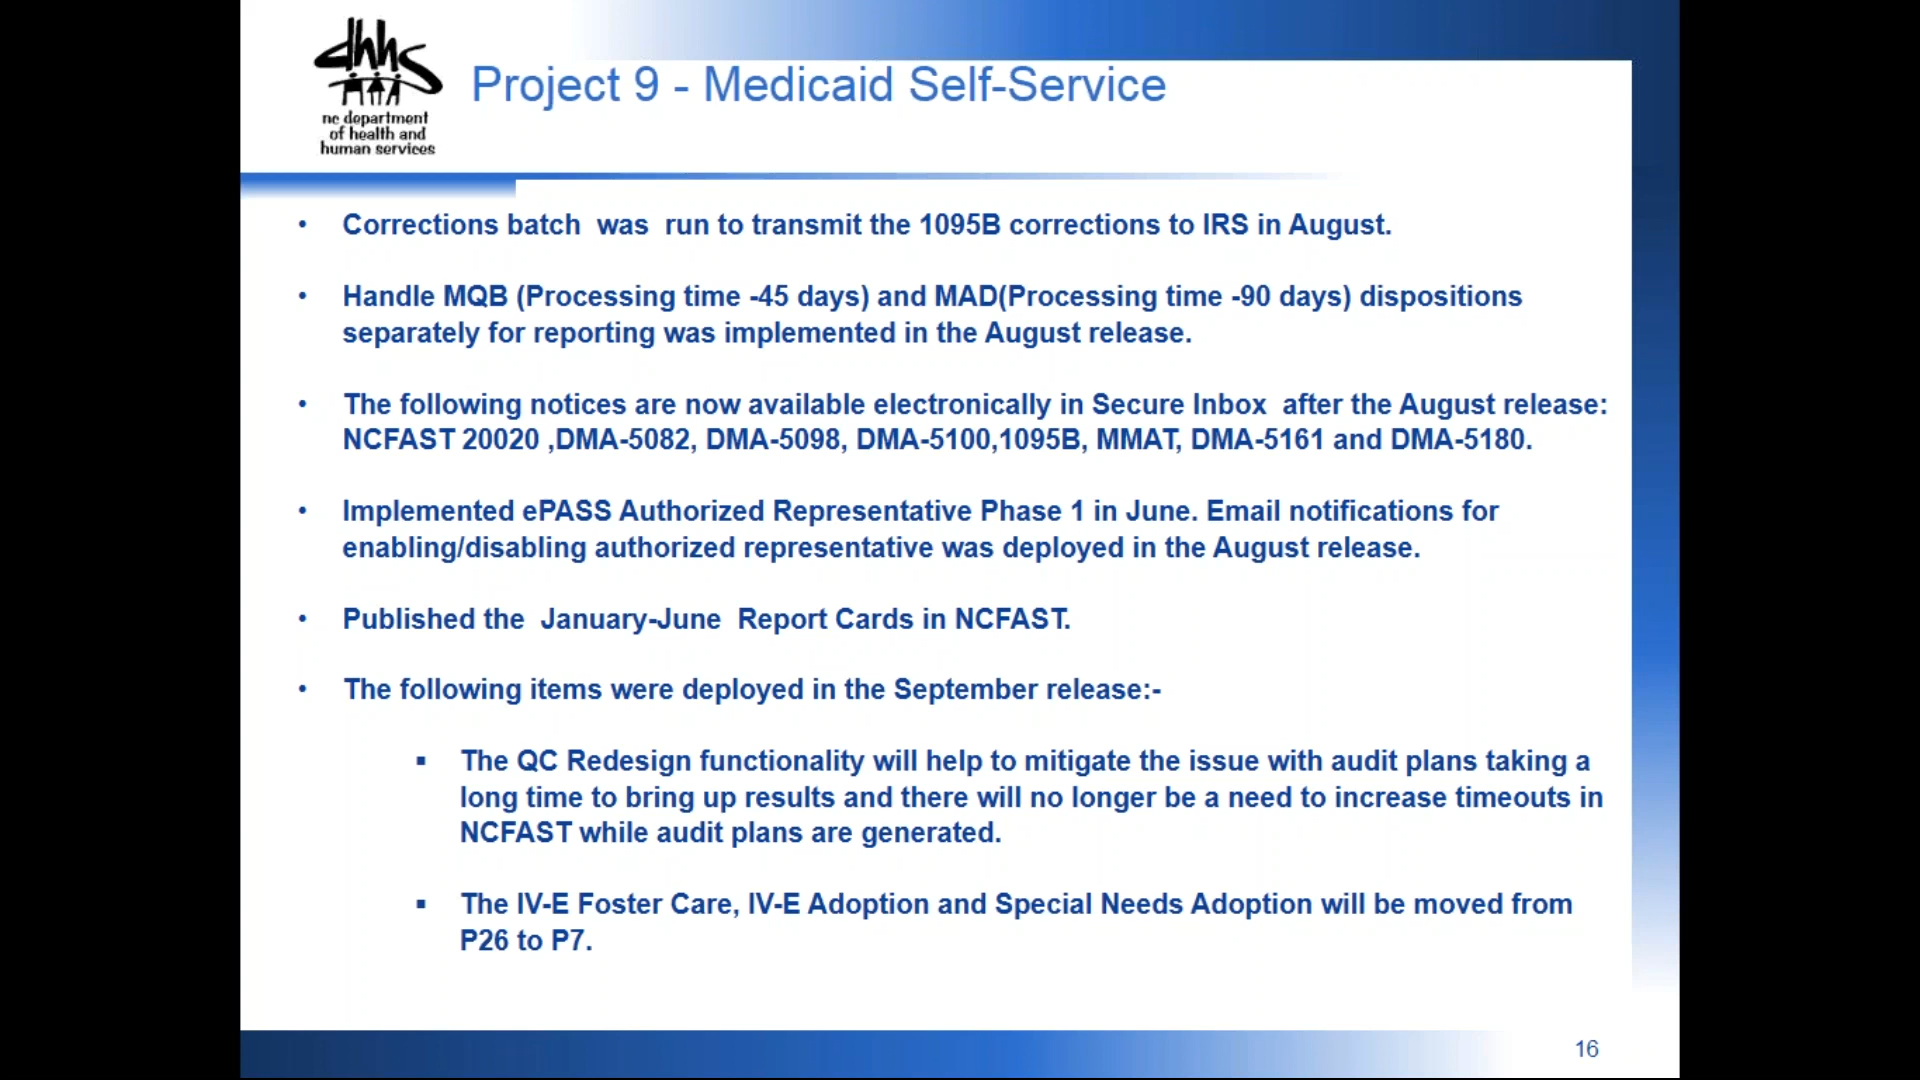 dhhs
nc department
of health and
human services
Project 9 - Medicaid Self-Service
• Corrections batch was run to transmit the 1095B corrections to IRS in August.
• Handle MQB (Processing time -45 days) and MAD(Processing time -90 days) dispositions
separately for reporting was implemented in the August release.
• The following notices are now available electronically in Secure Inbox after the August release:
NCFAST 20020 ,DMA-5082, DMA-5098, DMA-5100,1095B, MMAT, DMA-5161 and DMA-5180.
• Implemented ePASS Authorized Representative Phase 1 in June. Email notifications for
enabling/disabling authorized representative was deployed in the August release.
• Published the January-June Report Cards in NCFAST.
• The following items were deployed in the September release:-
▪ The QC Redesign functionality will help to mitigate the issue with audit plans taking a
long time to bring up results and there will no longer be a need to increase timeouts in
NCFAST while audit plans are generated.
▪ The IV-E Foster Care, IV-E Adoption and Special Needs Adoption will be moved from
P26 to P7.
16